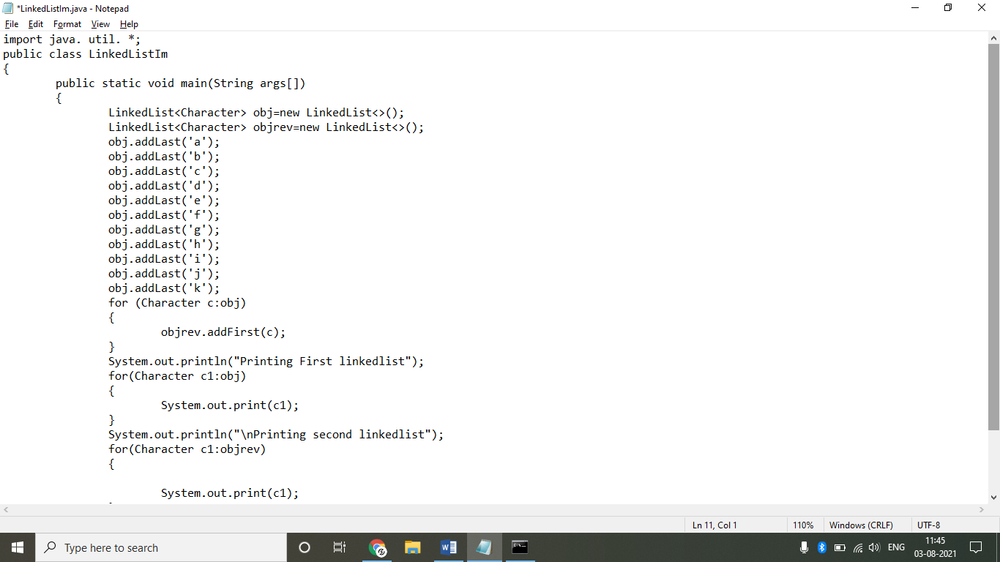 *LinkedListIm.java - Notepad
File Edit Format View Help
import java. util. *;
public class LinkedListIm
{
        public static void main(String args[])
        {
                LinkedList<Character> obj=new LinkedList<>();
                LinkedList<Character> objrev=new LinkedList<>();
                obj.addLast('a');
                obj.addLast('b');
                obj.addLast('c');
                obj.addLast('d');
                obj.addLast('e');
                obj.addLast('f');
                obj.addLast('g');
                obj.addLast('h');
                obj.addLast('i');
                obj.addLast('j');
                obj.addLast('k');
                for (Character c:obj)
                {
                        objrev.addFirst(c);
                }
                System.out.println("Printing First linkedlist");
                for(Character c1:obj)
                {
                        System.out.print(c1);
                }
                System.out.println("\nPrinting second linkedlist");
                for(Character c1:objrev)
                {

                        System.out.print(c1);
Ln 11, Col 1 110% Windows (CRLF) UTF-8
Type here to search
ENG
11:45
03-08-2021